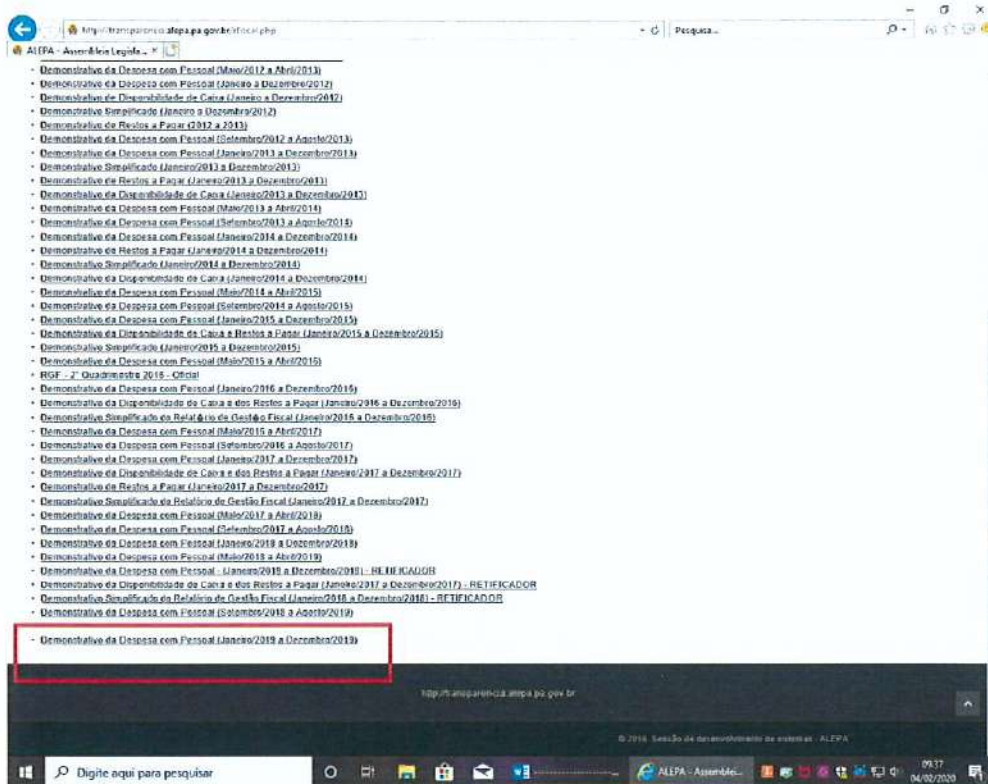 http://transparencia.alepa.pa.gov.br/rfiscal.php
Pesquisa...
ALEPA - Assembleia Legisla...
Demonstrativo da Despesa com Pessoal (Maio/2012 a Abril/2013)
Demonstrativo da Despesa com Pessoal (Janeiro a Dezembro/2012)
Demonstrativo de Disponibilidade de Caixa (Janeiro a Dezembro/2012)
Demonstrativo Simplificado (Janeiro a Dezembro/2012)
Demonstrativo de Restos a Pagar (2012 a 2013)
Demonstrativo da Despesa com Pessoal (Setembro/2012 a Agosto/2013)
Demonstrativo da Despesa com Pessoal (Janeiro/2013 a Dezembro/2013)
Demonstrativo Simplificado (Janeiro/2013 a Dezembro/2013)
Demonstrativo de Restos a Pagar (Janeiro/2013 a Dezembro/2013)
Demonstrativo da Disponibilidade de Caixa (Janeiro/2013 a Dezembro/2013)
Demonstrativo da Despesa com Pessoal (Maio/2013 a Abril/2014)
Demonstrativo da Despesa com Pessoal (Setembro/2013 a Agosto/2014)
Demonstrativo da Despesa com Pessoal (Janeiro/2014 a Dezembro/2014)
Demonstrativo de Restos a Pagar (Janeiro/2014 a Dezembro/2014)
Demonstrativo Simplificado (Janeiro/2014 a Dezembro/2014)
Demonstrativo da Disponibilidade de Caixa (Janeiro/2014 a Dezembro/2014)
Demonstrativo da Despesa com Pessoal (Maio/2014 a Abril/2015)
Demonstrativo da Despesa com Pessoal (Setembro/2014 a Agosto/2015)
Demonstrativo da Despesa com Pessoal (Janeiro/2015 a Dezembro/2015)
Demonstrativo da Disponibilidade de Caixa e Restos a Pagar (Janeiro/2015 a Dezembro/2015)
Demonstrativo Simplificado (Janeiro/2015 a Dezembro/2015)
Demonstrativo da Despesa com Pessoal (Maio/2015 a Abril/2016)
RGF - 2° Quadrimestre 2016 - Oficial
Demonstrativo da Despesa com Pessoal (Janeiro/2016 a Dezembro/2016)
Demonstrativo da Disponibilidade de Caixa e dos Restos a Pagar (Janeiro/2016 a Dezembro/2016)
Demonstrativo Simplificado do Relat�rio de Gest�o Fiscal (Janeiro/2016 a Dezembro/2016)
Demonstrativo da Despesa com Pessoal (Maio/2016 a Abril/2017)
Demonstrativo da Despesa com Pessoal (Setembro/2016 a Agosto/2017)
Demonstrativo da Despesa com Pessoal (Janeiro/2017 a Dezembro/2017)
Demonstrativo da Disponibilidade de Caixa e dos Restos a Pagar (Janeiro/2017 a Dezembro/2017)
Demonstrativo de Restos a Pagar (Janeiro/2017 a Dezembro/2017)
Demonstrativo Simplificado do Relatório de Gestão Fiscal (Janeiro/2017 a Dezembro/2017)
Demonstrativo da Despesa com Pessoal (Maio/2017 a Abril/2018)
Demonstrativo da Despesa com Pessoal (Setembro/2017 a Agosto/2018)
Demonstrativo da Despesa com Pessoal (Janeiro/2018 a Dezembro/2018)
Demonstrativo da Despesa com Pessoal (Maio/2018 a Abril/2019)
Demonstrativo da Despesa com Pessoal - (Janeiro/2018 a Dezembro/2018) - RETIFICADOR
Demonstrativo da Disponibilidade de Caixa e dos Restos a Pagar (Janeiro/2017 a Dezembro/2017) - RETIFICADOR
Demonstrativo Simplificado do Relatório de Gestão Fiscal (Janeiro/2018 a Dezembro/2018) - RETIFICADOR
Demonstrativo da Despesa com Pessoal (Setembro/2018 a Agosto/2019)
Demonstrativo da Despesa com Pessoal (Janeiro/2019 a Dezembro/2019)
http://transparencia.alepa.pa.gov.br
© 2016 Sessão de desenvolvimento de sistemas - ALEPA
Digite aqui para pesquisar
ALEPA - Assemblei...
09:37
04/02/2020